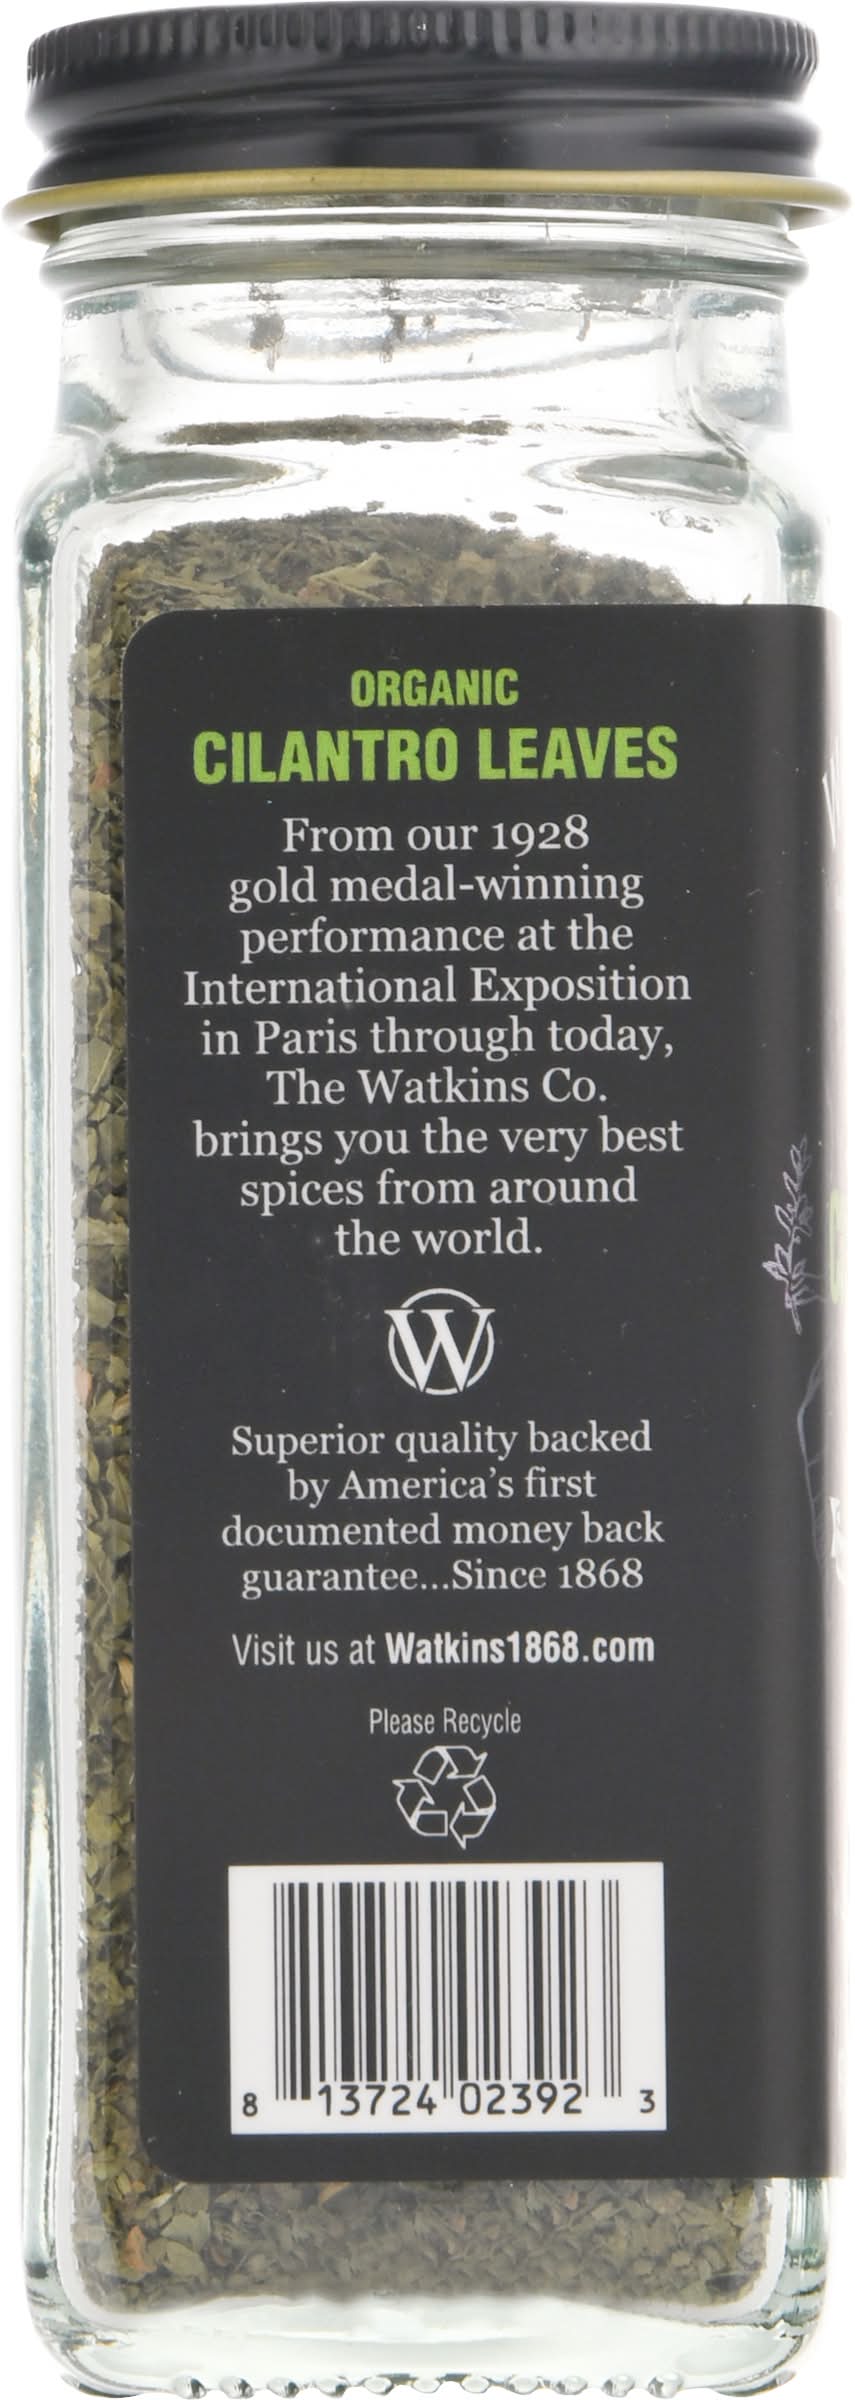 ORGANIC
CILANTRO LEAVES
From our 1928
gold medal-winning
performance at the
International Exposition
in Paris through today,
The Watkins Co.
brings you the very best
spices from around
the world.
W
Superior quality backed
by America's first
documented money back
guarantee...Since 1868
Visit us at Watkins1868.com
Please Recycle
8 13724 02392 3